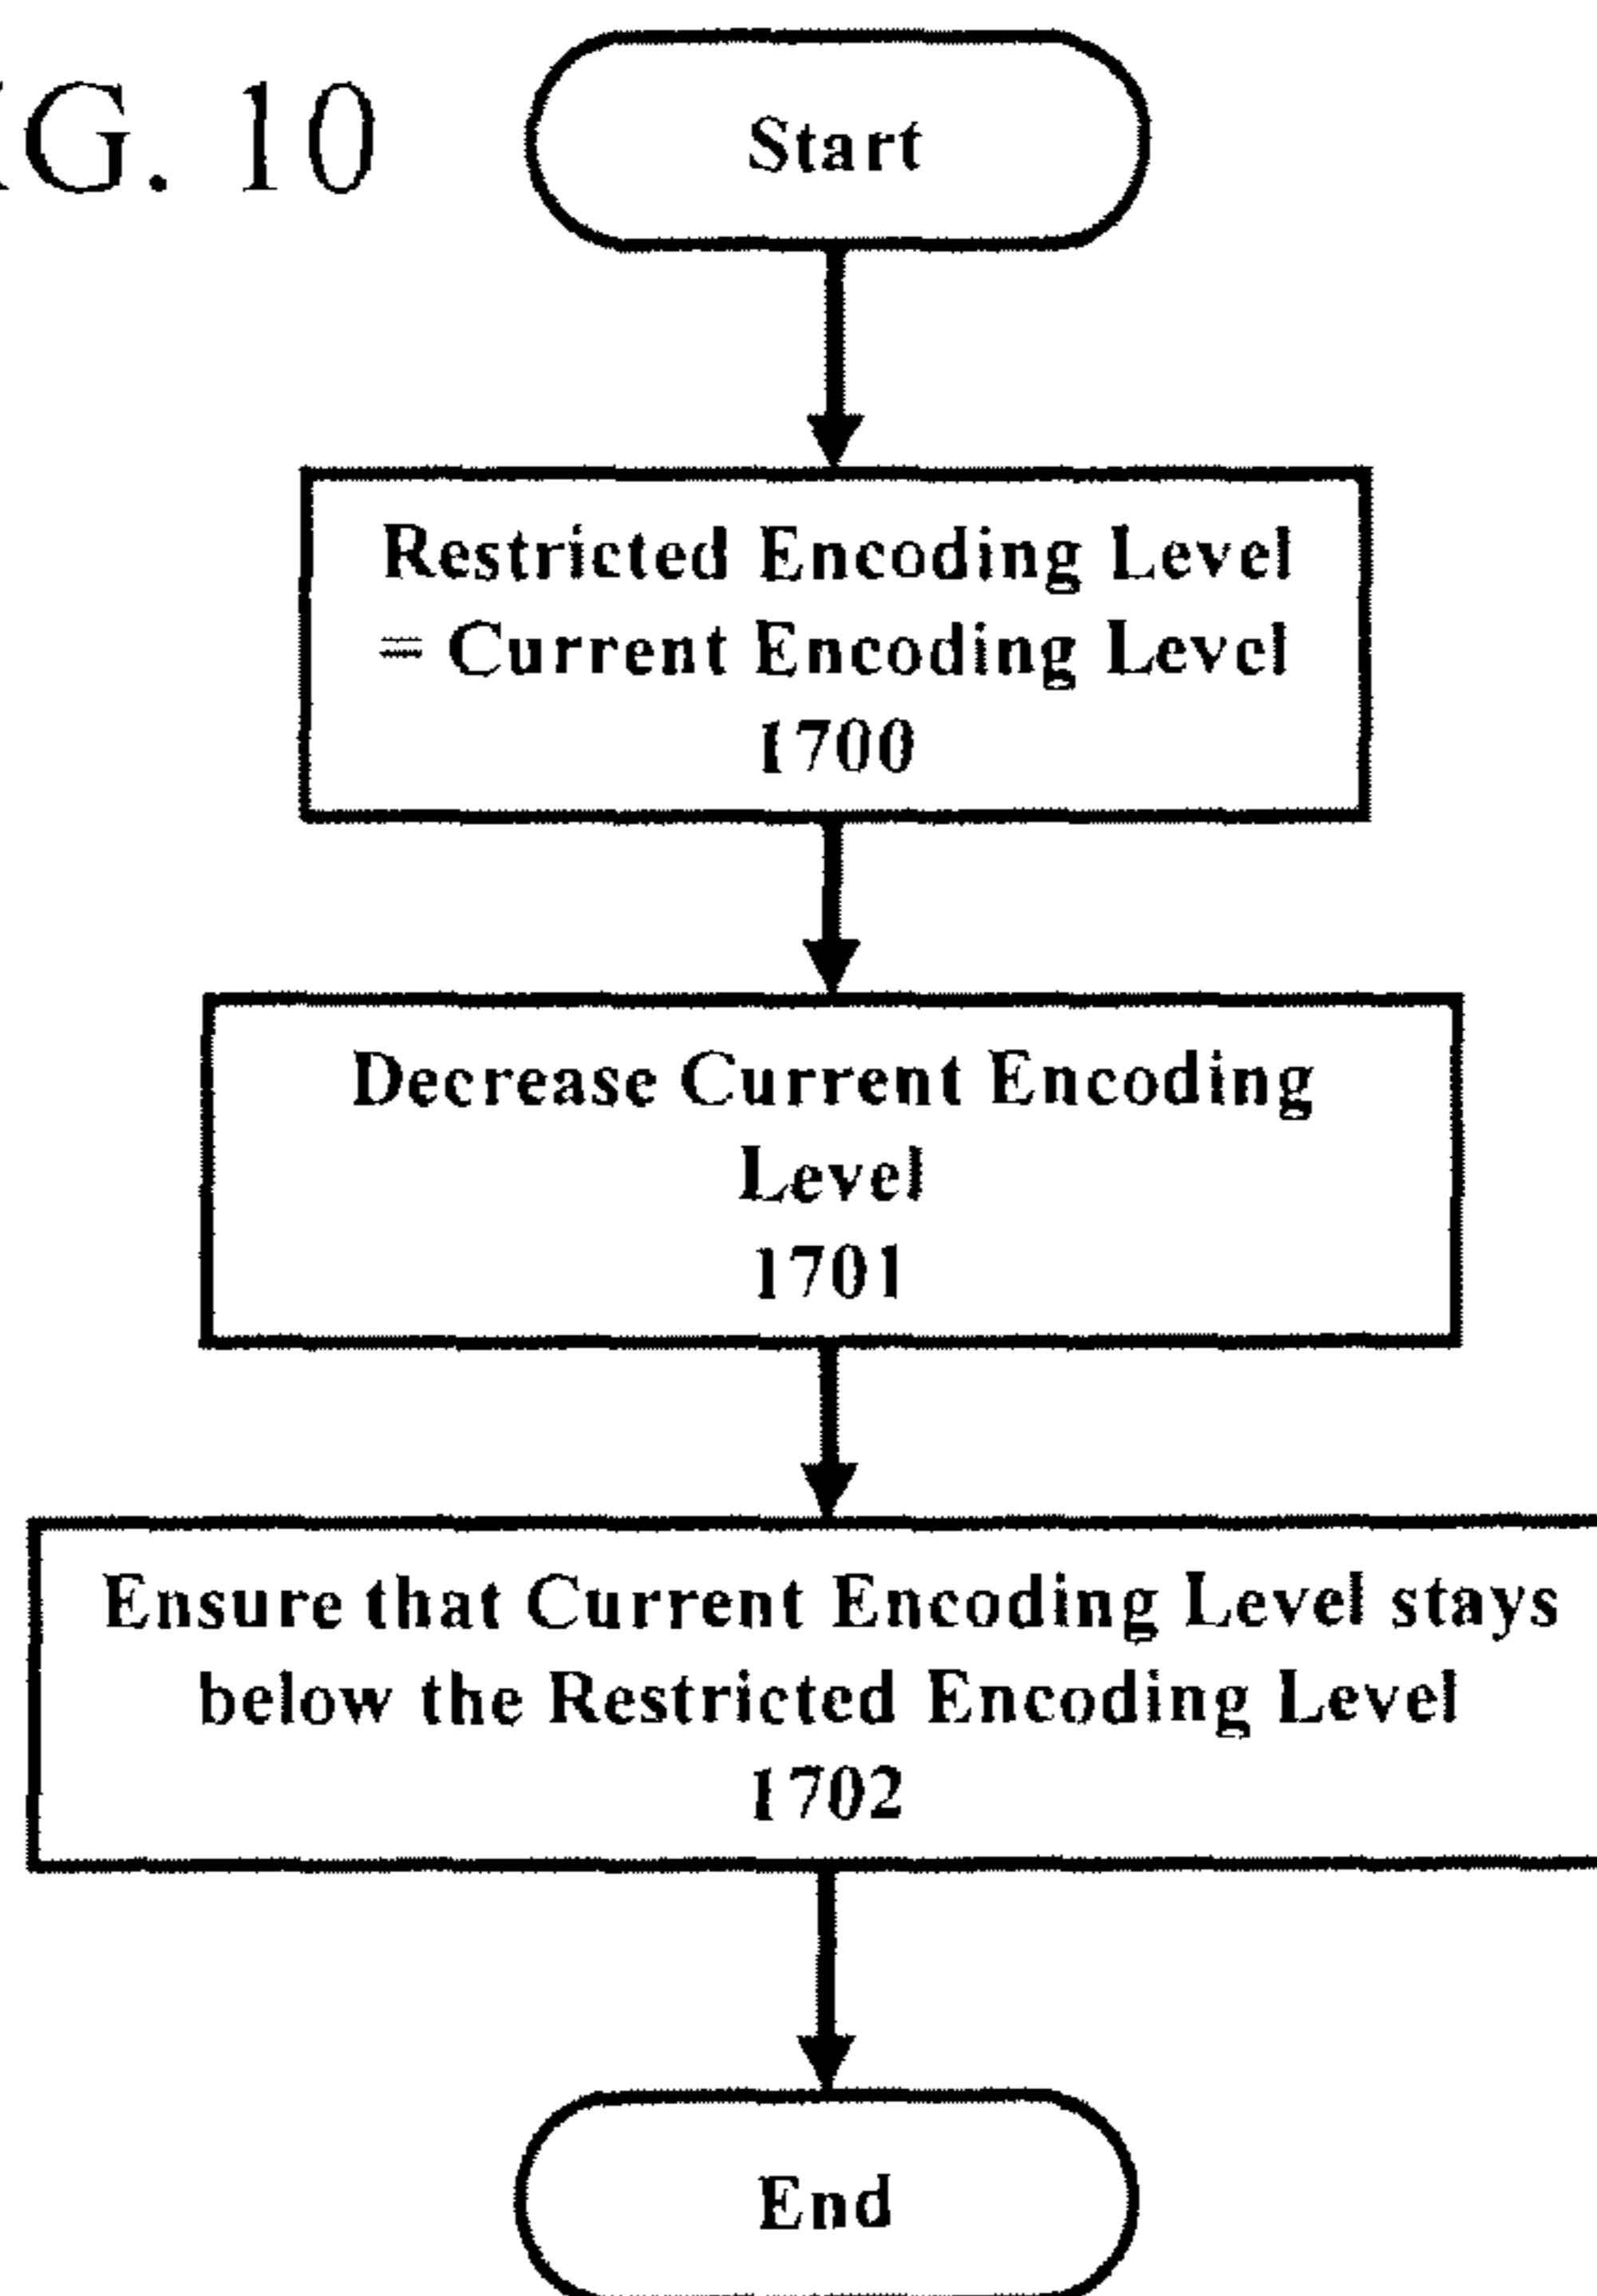 G. 10
Start
Restricted Encoding Level
= Current Encoding Level
1700
Decrease Current Encoding
Level
1701
Ensure that Current Encoding Level stays
below the Restricted Encoding Level
1702
End